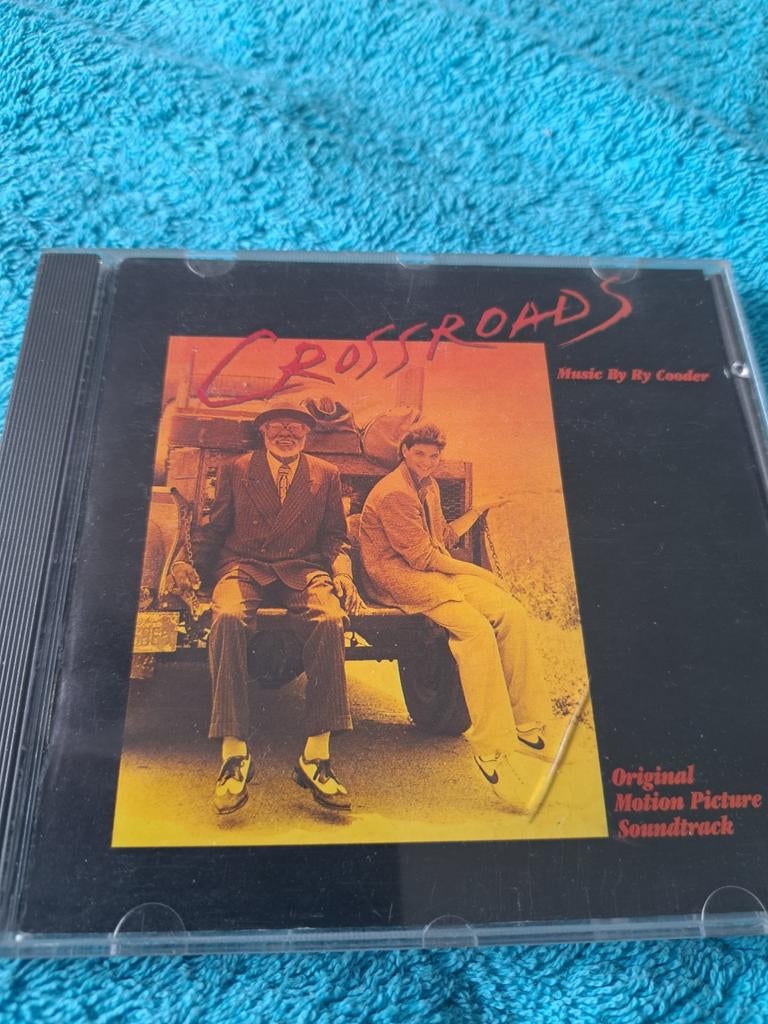 CROSSROADS
Music By Ry Cooder
Original
Motion Picture
Soundtrack